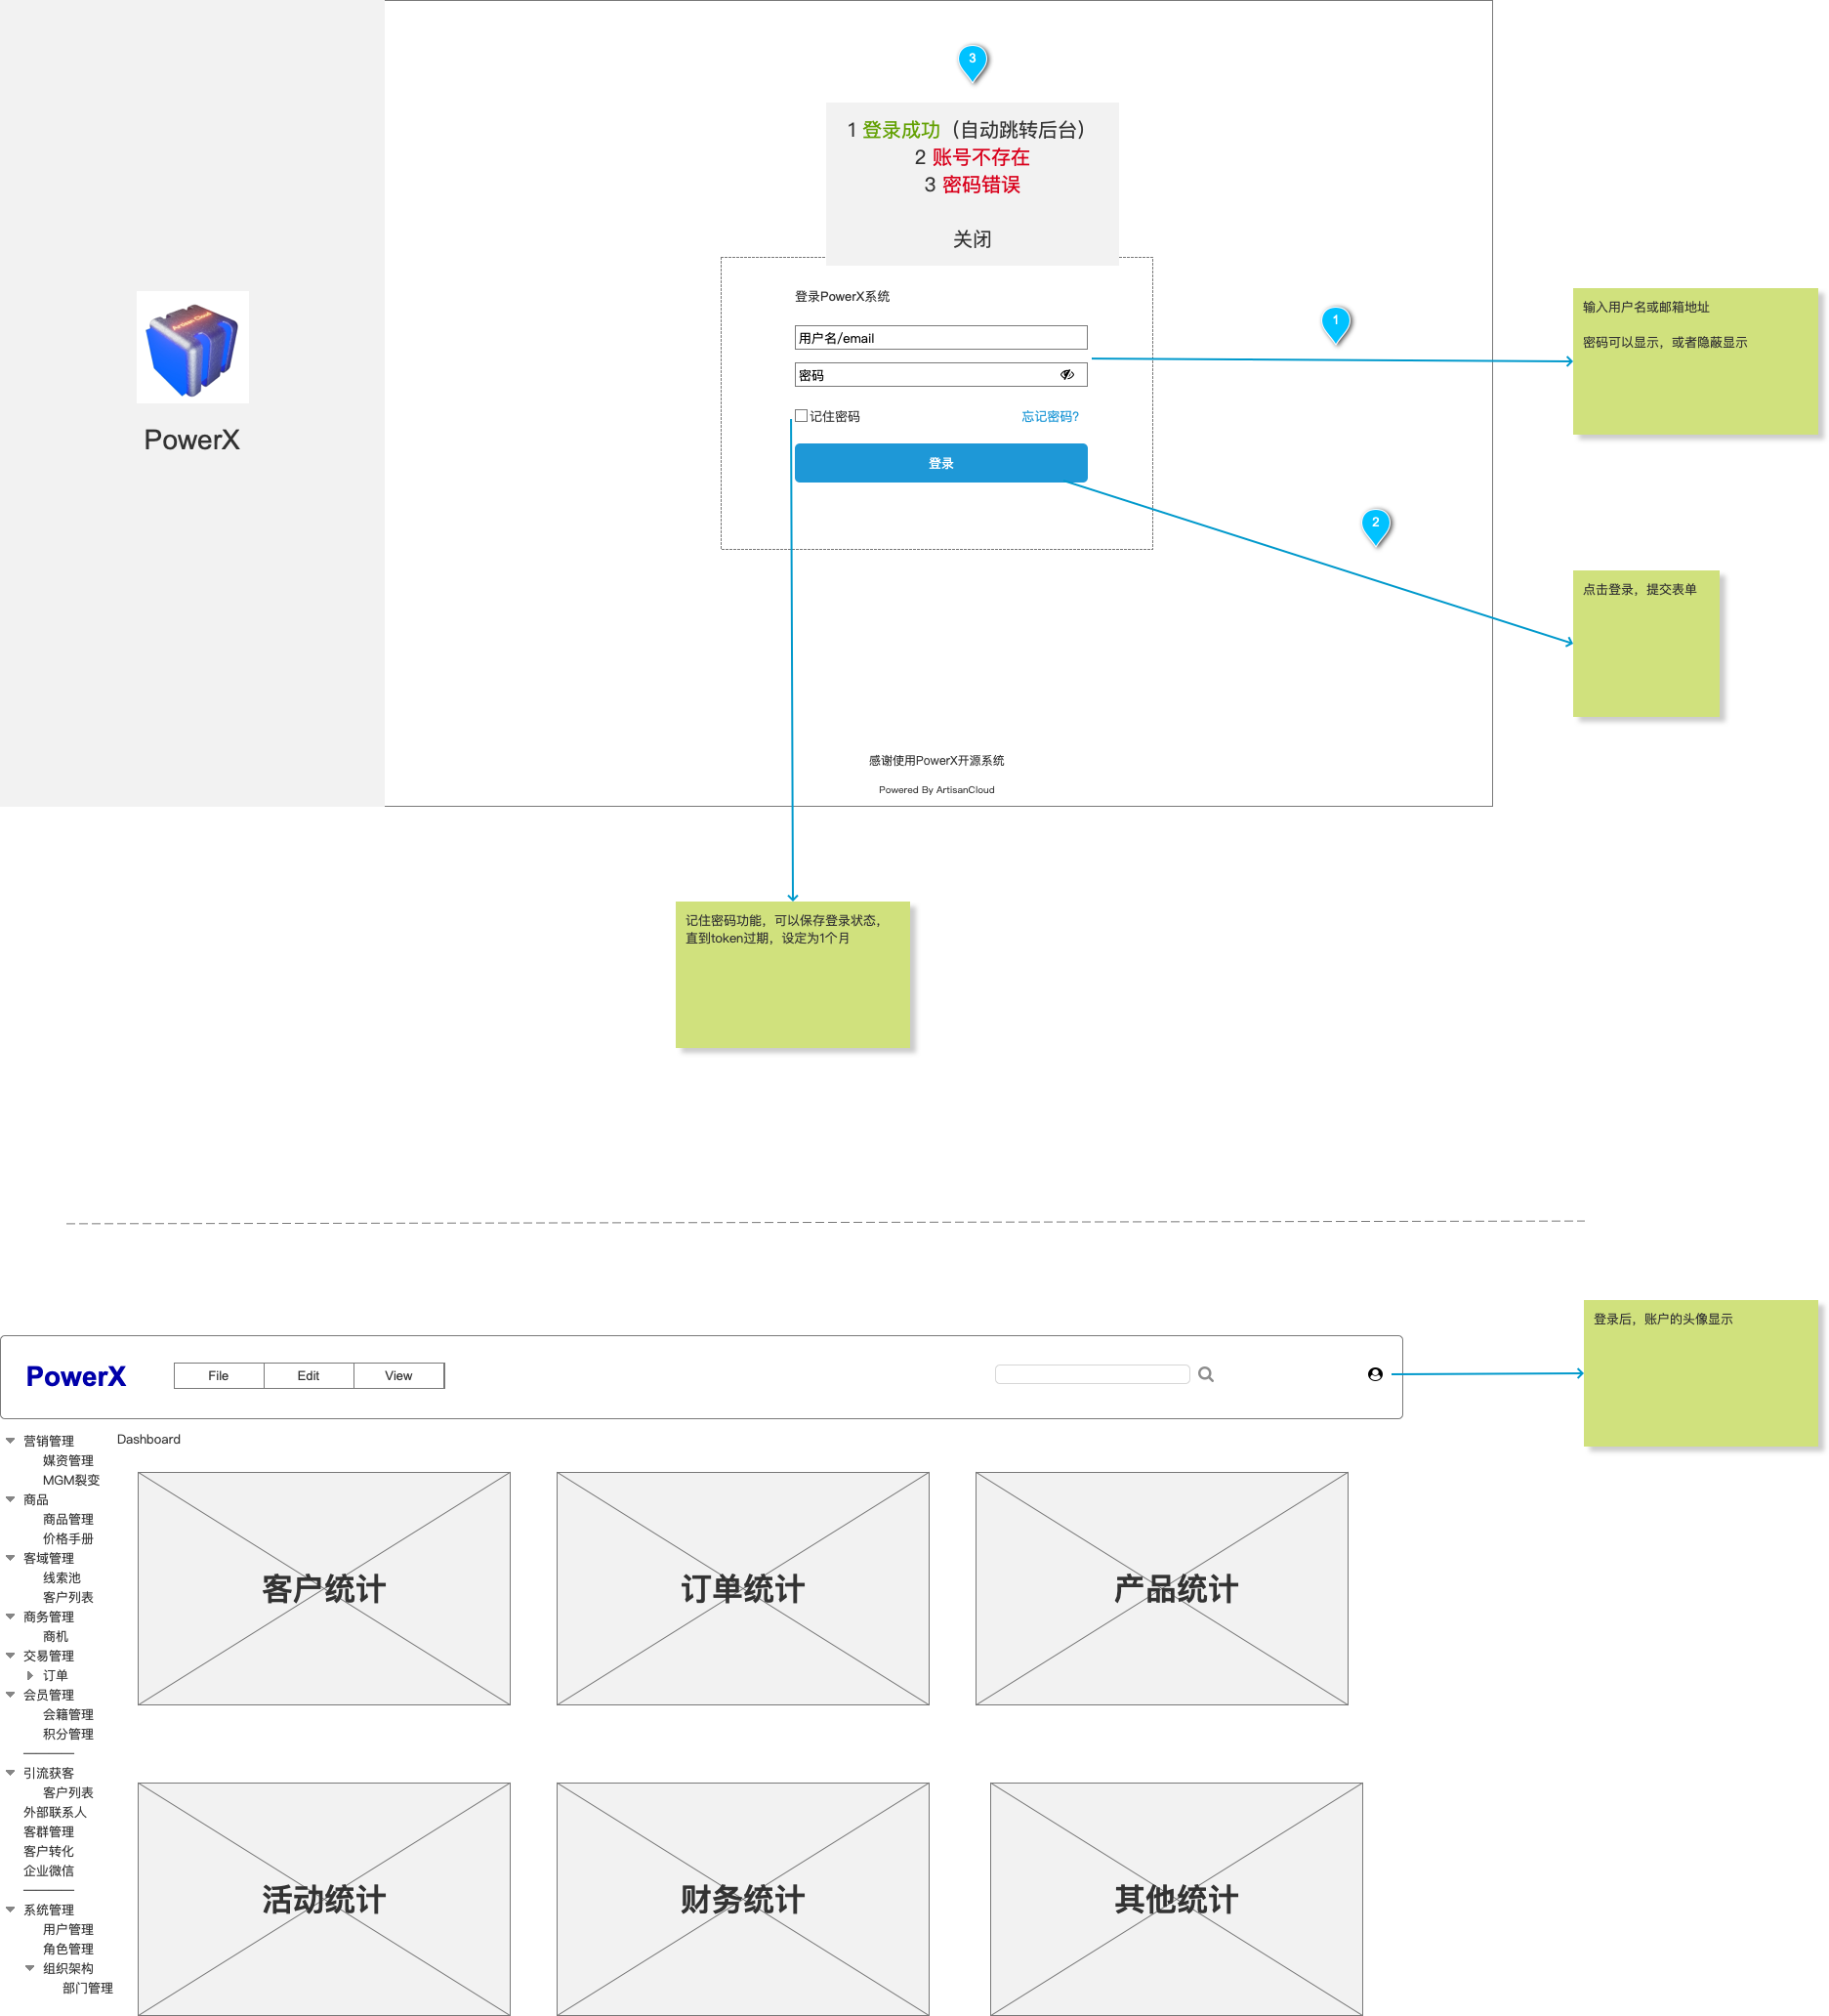 3
1 登录成功（自动跳转后台）
2 账号不存在
3 密码错误
关闭
Artisan Cloud
PowerX
登录PowerX系统
用户名/email
密码
记住密码
忘记密码?
登录
1
输入用户名或邮箱地址
密码可以显示，或者隐蔽显示
2
点击登录，提交表单
感谢使用PowerX开源系统
Powered By ArtisanCloud
记住密码功能，可以保存登录状态，
直到token过期，设定为1个月
登录后，账户的头像显示
PowerX
File
Edit
View
营销管理
媒资管理
MGM裂变
商品
商品管理
价格手册
客域管理
线索池
客户列表
商务管理
商机
交易管理
订单
会员管理
会籍管理
积分管理
引流获客
客户列表
外部联系人
客群管理
客户转化
企业微信
系统管理
用户管理
角色管理
组织架构
部门管理
Dashboard
客户统计
订单统计
产品统计
活动统计
财务统计
其他统计